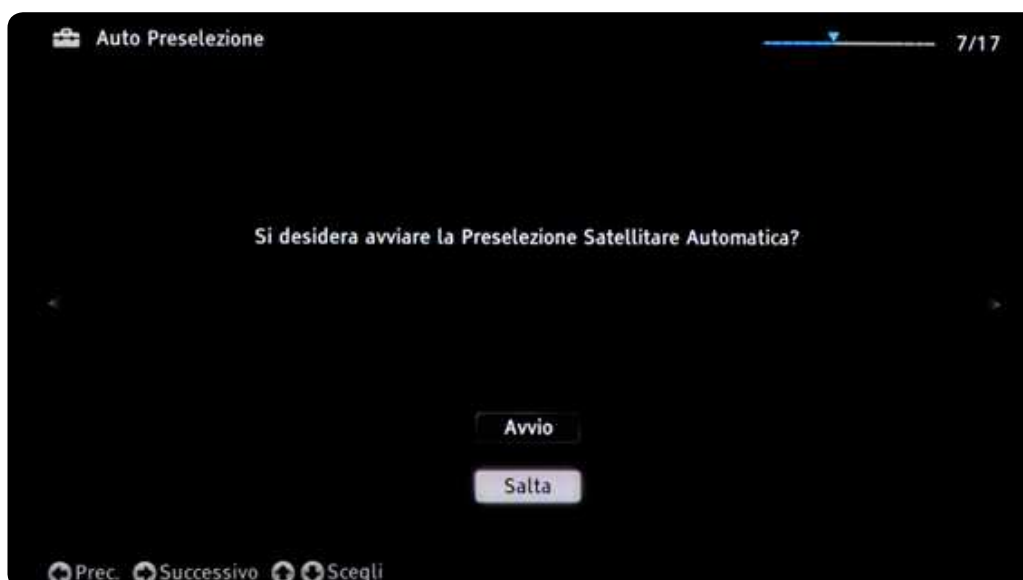 Auto Preselezione
7/17
Si desidera avviare la Preselezione Satellitare Automatica?
Avvio
Salta
Prec. Successivo Scegli